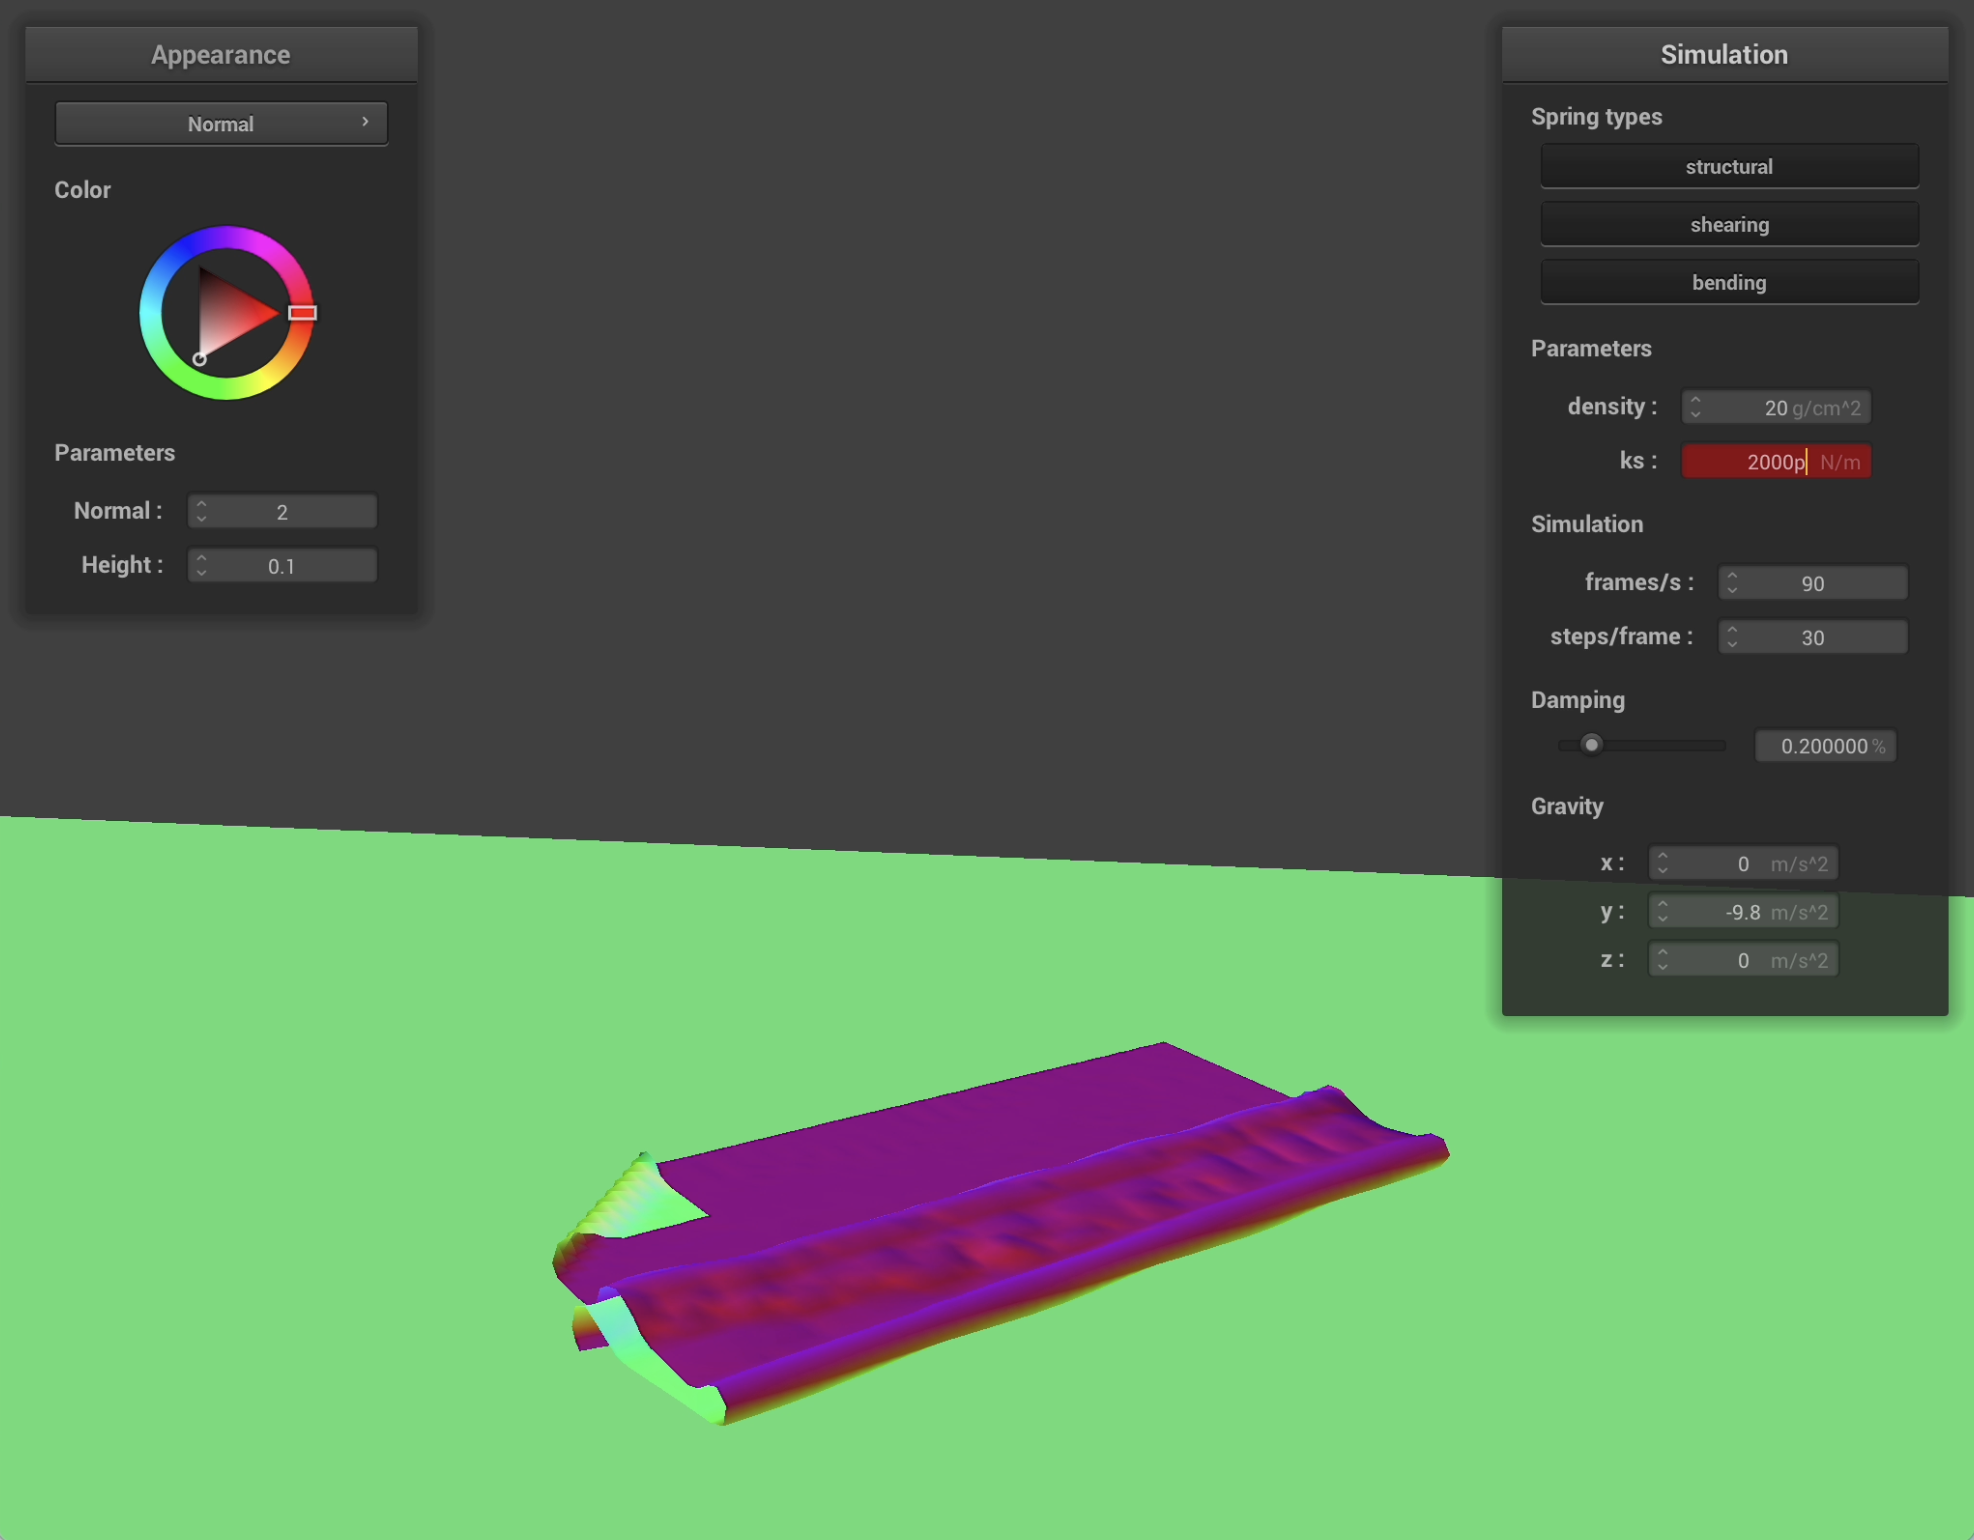 Appearance
Normal
Color
Parameters
Normal : 2
Height : 0.1
Simulation
Spring types
structural
shearing
bending
Parameters
density : 20 g/cm^2
ks : 2000p N/m
Simulation
frames/s : 90
steps/frame : 30
Damping
0.200000 %
Gravity
x : 0 m/s^2
y : -9.8 m/s^2
z : 0 m/s^2